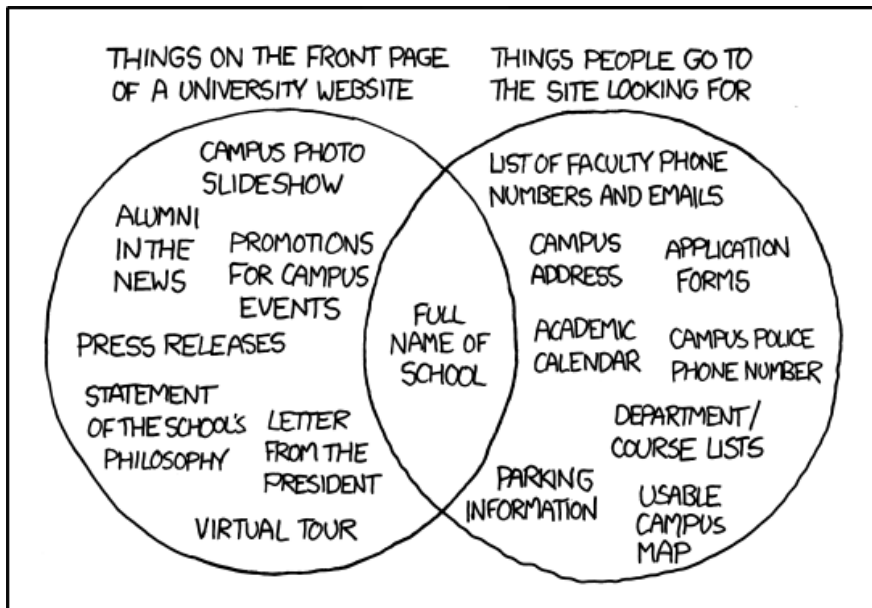 THINGS ON THE FRONT PAGE
OF A UNIVERSITY WEBSITE
THINGS PEOPLE GO TO
THE SITE LOOKING FOR
CAMPUS PHOTO
SLIDESHOW
ALUMNI
IN THE
NEWS
PROMOTIONS
FOR CAMPUS
EVENTS
PRESS RELEASES
STATEMENT
OF THE SCHOOL'S
PHILOSOPHY
LETTER
FROM THE
PRESIDENT
VIRTUAL TOUR
FULL
NAME OF
SCHOOL
LIST OF FACULTY PHONE
NUMBERS AND EMAILS
CAMPUS
ADDRESS
APPLICATION
FORMS
ACADEMIC
CALENDAR
CAMPUS POLICE
PHONE NUMBER
DEPARTMENT/
COURSE LISTS
PARKING
INFORMATION
USABLE
CAMPUS
MAP